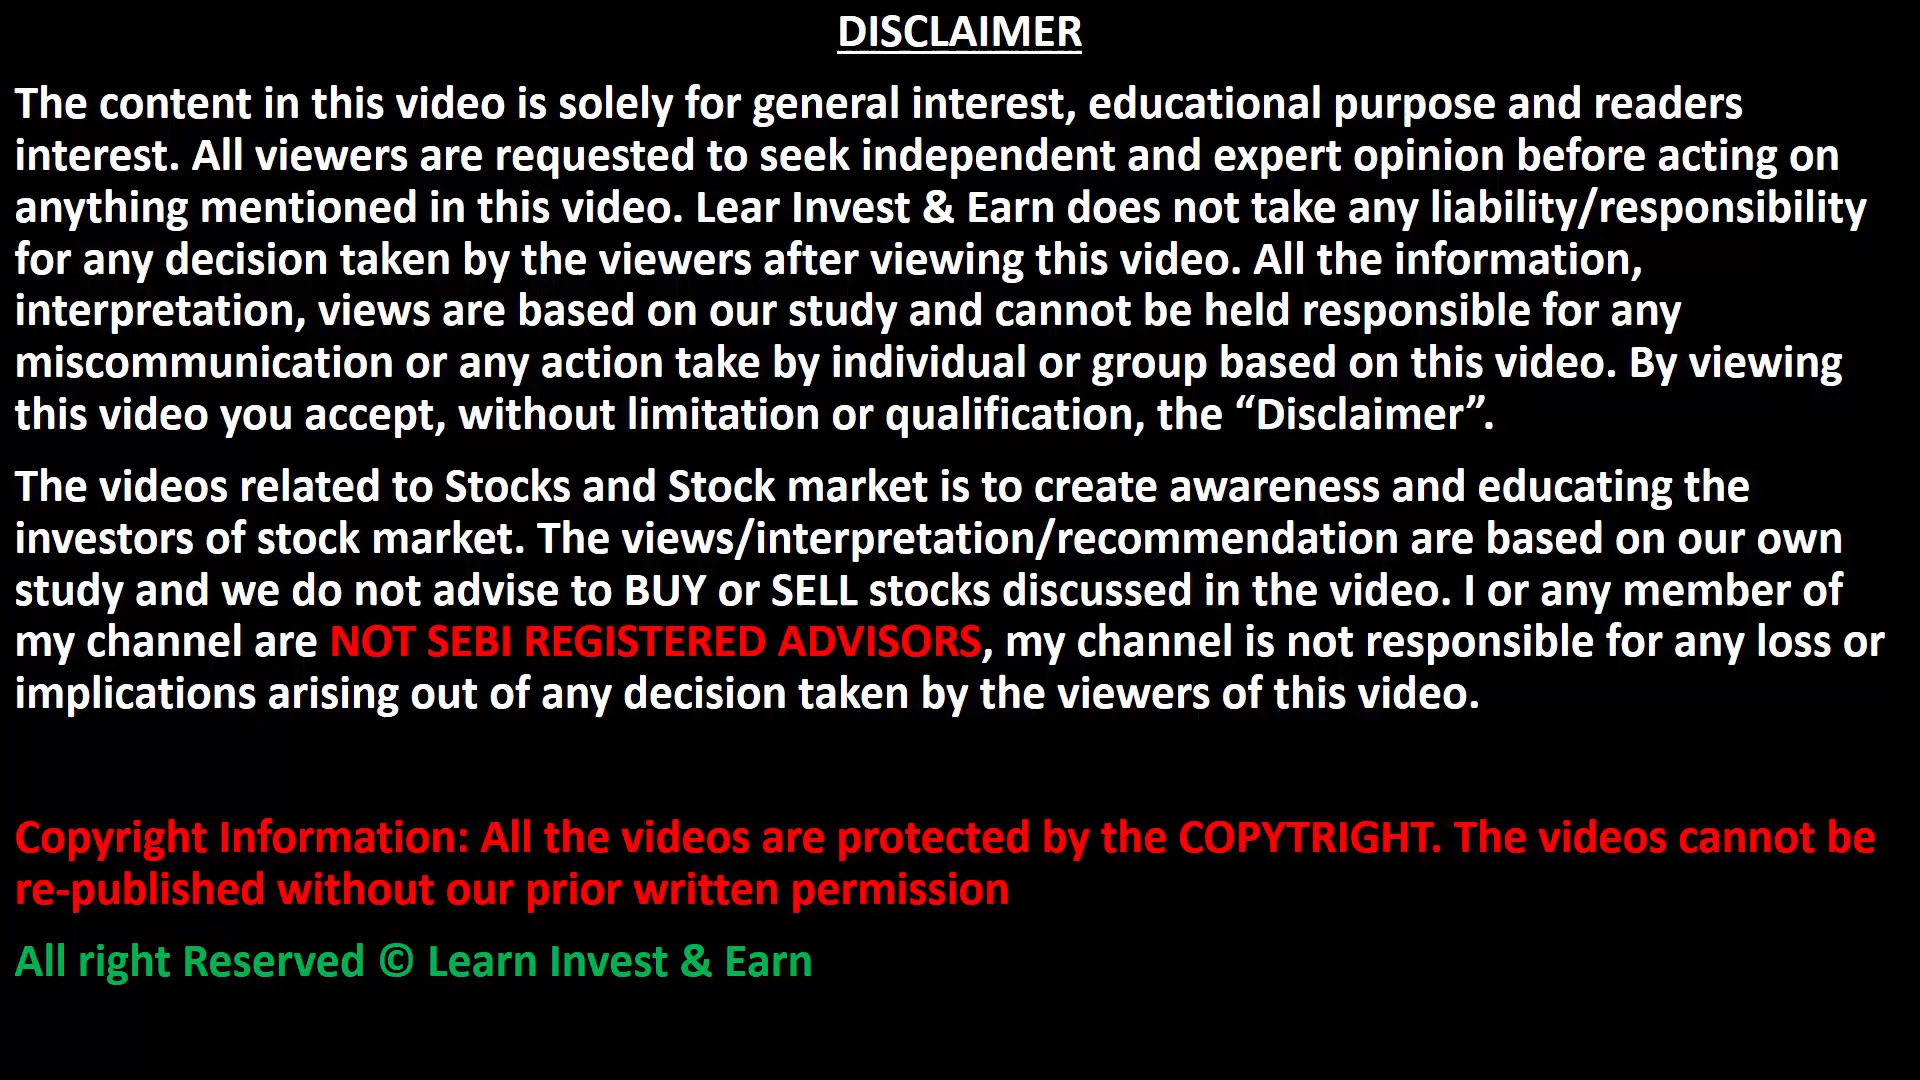 DISCLAIMER
The content in this video is solely for general interest, educational purpose and readers
interest. All viewers are requested to seek independent and expert opinion before acting on
anything mentioned in this video. Lear Invest & Earn does not take any liability/responsibility
for any decision taken by the viewers after viewing this video. All the information,
interpretation, views are based on our study and cannot be held responsible for any
miscommunication or any action take by individual or group based on this video. By viewing
this video you accept, without limitation or qualification, the “Disclaimer”.
The videos related to Stocks and Stock market is to create awareness and educating the
investors of stock market. The views/interpretation/recommendation are based on our own
study and we do not advise to BUY or SELL stocks discussed in the video. I or any member of
my channel are NOT SEBI REGISTERED ADVISORS, my channel is not responsible for any loss or
implications arising out of any decision taken by the viewers of this video.
Copyright Information: All the videos are protected by the COPYTRIGHT. The videos cannot be
re-published without our prior written permission
All right Reserved © Learn Invest & Earn